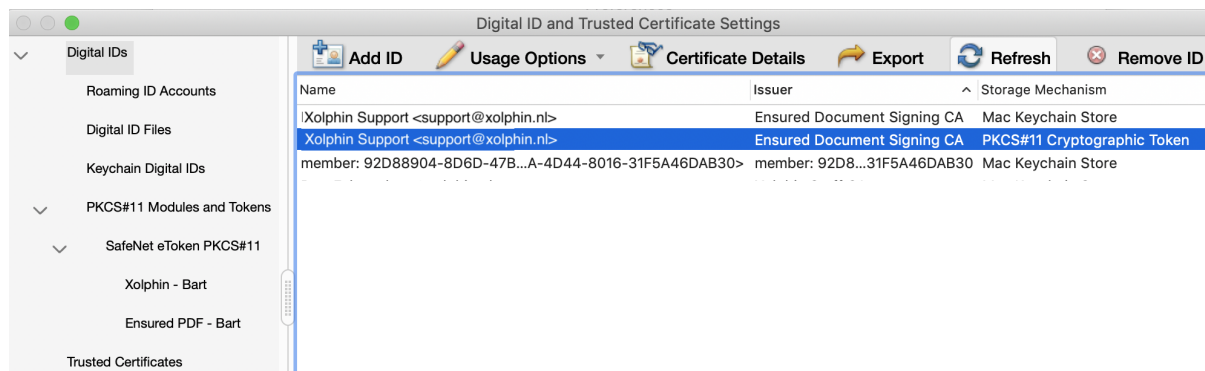 Digital ID and Trusted Certificate Settings
Digital IDs
Roaming ID Accounts
Digital ID Files
Keychain Digital IDs
PKCS#11 Modules and Tokens
SafeNet eToken PKCS#11
Xolphin - Bart
Ensured PDF - Bart
Trusted Certificates
Add ID Usage Options Certificate Details Export Refresh Remove ID
Name Issuer Storage Mechanism
Xolphin Support <support@xolphin.nl> Ensured Document Signing CA Mac Keychain Store
Xolphin Support <support@xolphin.nl> Ensured Document Signing CA PKCS#11 Cryptographic Token
member: 92D88904-8D6D-47B...A-4D44-8016-31F5A46DAB30> member: 92D8...31F5A46DAB30 Mac Keychain Store